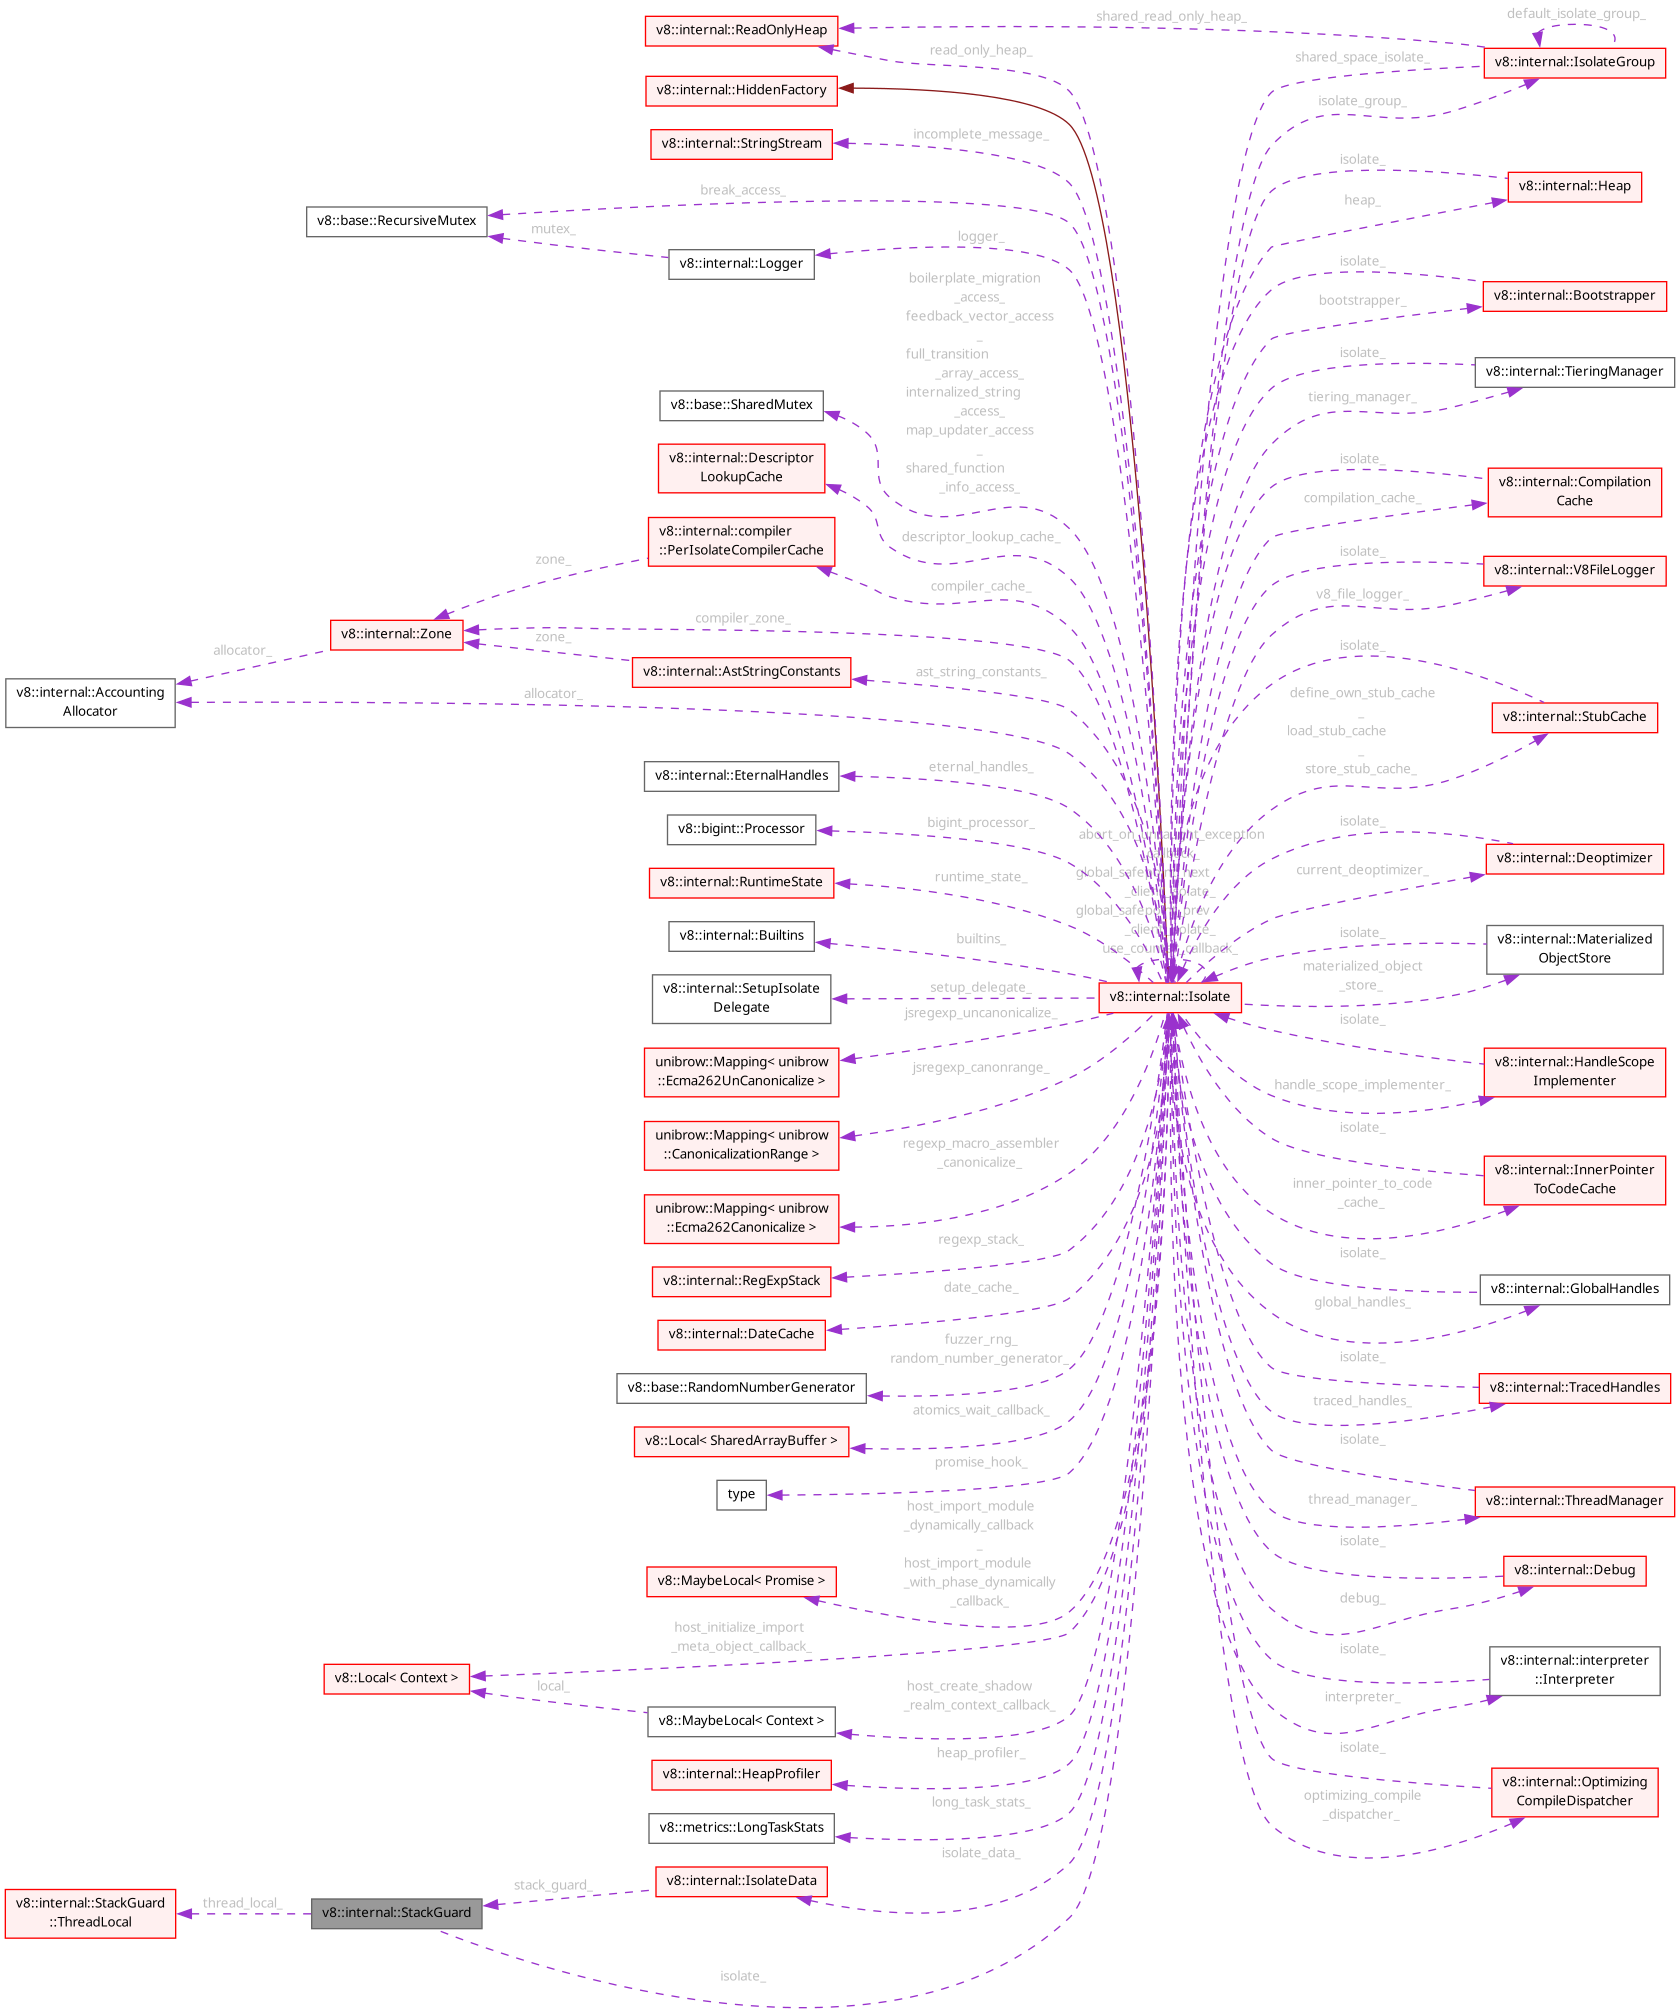 shared_read_only_heap_
default_isolate_group_
v8::internal::ReadOnlyHeap
read_only_heap_
shared_space_isolate_
v8::internal::IsolateGroup
v8::internal::HiddenFactory
isolate_group_
v8::internal::StringStream
incomplete_message_
isolate_
v8::internal::Heap
break_access_
heap_
v8::base::RecursiveMutex
mutex_
v8::internal::Logger
logger_
isolate_
v8::internal::Bootstrapper
bootstrapper_
boilerplate_migration
_access_
feedback_vector_access
_
full_transition
_array_access_
internalized_string
_access_
map_updater_access
_
shared_function
_info_access_
isolate_
v8::internal::TieringManager
tiering_manager_
v8::base::SharedMutex
v8::internal::Descriptor
LookupCache
descriptor_lookup_cache_
isolate_
v8::internal::Compilation
Cache
compilation_cache_
v8::internal::compiler
::PerIsolateCompilerCache
compiler_cache_
zone_
isolate_
v8::internal::V8FileLogger
v8_file_logger_
v8::internal::Zone
compiler_zone_
zone_
allocator_
v8::internal::AstStringConstants
ast_string_constants_
isolate_
v8::internal::Accounting
Allocator
allocator_
define_own_stub_cache
_
load_stub_cache
_
store_stub_cache_
v8::internal::StubCache
v8::internal::EternalHandles
eternal_handles_
v8::bigint::Processor
bigint_processor_
isolate_
v8::internal::Deoptimizer
current_deoptimizer_
v8::internal::RuntimeState
runtime_state_
v8::internal::Builtins
builtins_
isolate_
v8::internal::Materialized
ObjectStore
materialized_object
_store_
v8::internal::SetupIsolate
Delegate
setup_delegate_
v8::internal::Isolate
jsregexp_uncanonicalize_
isolate_
unibrow::Mapping< unibrow
::Ecma262UnCanonicalize >
jsregexp_canonrange_
v8::internal::HandleScope
Implementer
handle_scope_implementer_
unibrow::Mapping< unibrow
::CanonicalizationRange >
isolate_
regexp_macro_assembler
_canonicalize_
v8::internal::InnerPointer
ToCodeCache
inner_pointer_to_code
_cache_
unibrow::Mapping< unibrow
::Ecma262Canonicalize >
regexp_stack_
isolate_
v8::internal::RegExpStack
date_cache_
v8::internal::GlobalHandles
global_handles_
v8::internal::DateCache
fuzzer_rng_
random_number_generator_
isolate_
v8::base::RandomNumberGenerator
v8::internal::TracedHandles
traced_handles_
atomics_wait_callback_
v8::Local< SharedArrayBuffer >
isolate_
promise_hook_
type
v8::internal::ThreadManager
thread_manager_
host_import_module
_dynamically_callback
_
host_import_module
_with_phase_dynamically
_callback_
isolate_
v8::MaybeLocal< Promise >
v8::internal::Debug
debug_
host_initialize_import
_meta_object_callback_
isolate_
v8::Local< Context >
local_
v8::internal::interpreter
::Interpreter
interpreter_
host_create_shadow
_realm_context_callback_
v8::MaybeLocal< Context >
isolate_
heap_profiler_
v8::internal::HeapProfiler
v8::internal::Optimizing
CompileDispatcher
optimizing_compile
_dispatcher_
long_task_stats_
v8::metrics::LongTaskStats
isolate_data_
v8::internal::IsolateData
stack_guard_
v8::internal::StackGuard
::ThreadLocal
thread_local_
v8::internal::StackGuard
isolate_